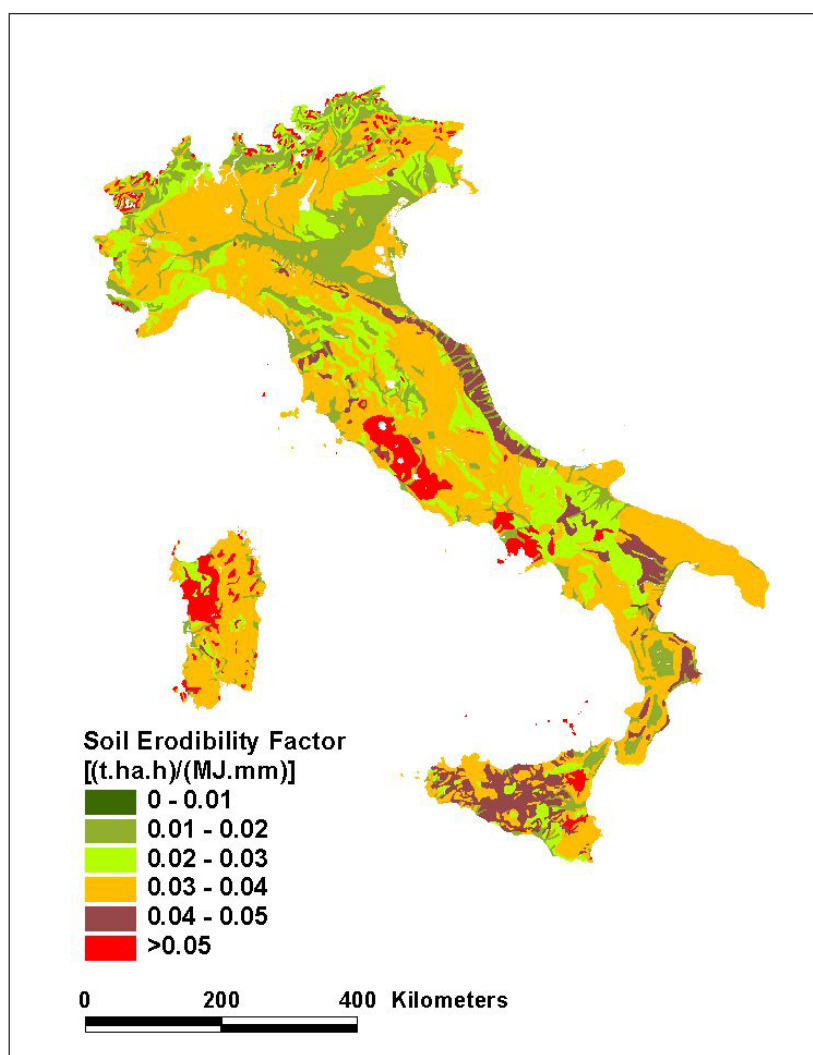 Soil Erodibility Factor
[(t.ha.h)/(MJ.mm)]
0 - 0.01
0.01 - 0.02
0.02 - 0.03
0.03 - 0.04
0.04 - 0.05
>0.05
0 200 400 Kilometers